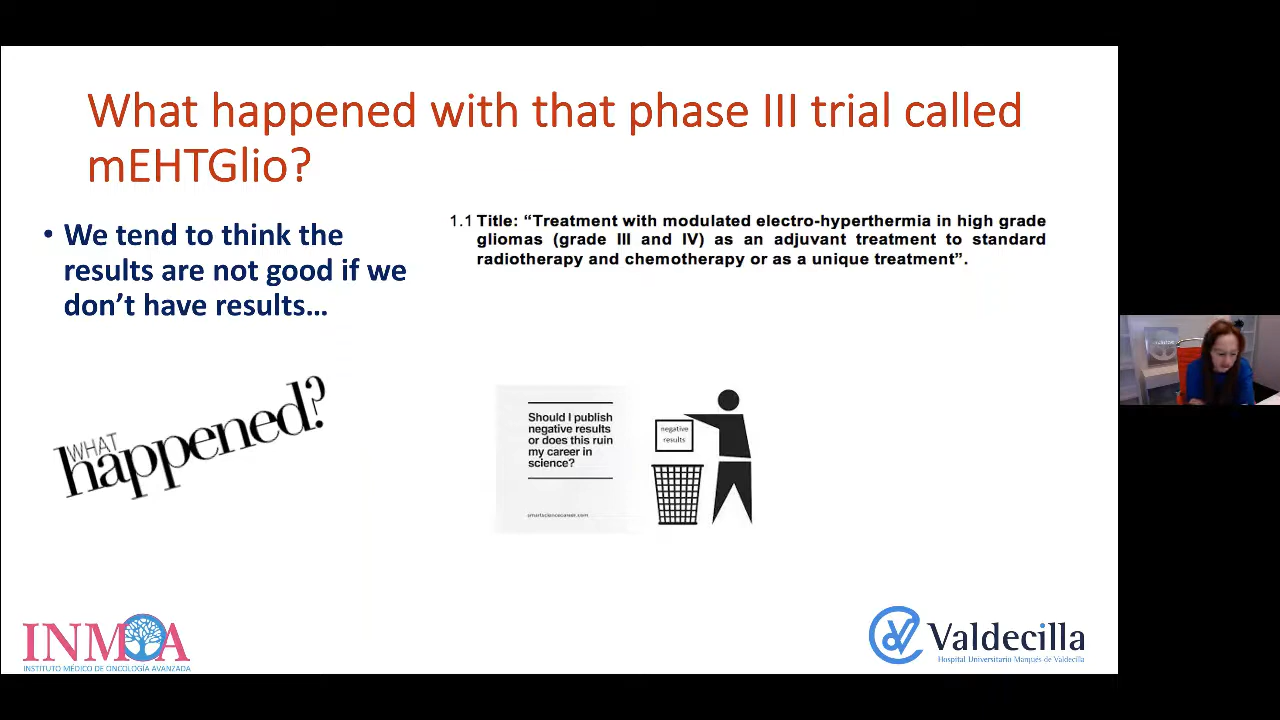 What happened with that phase III trial called
mEHTGlio?
• We tend to think the
results are not good if we
don’t have results…
1.1 Title: “Treatment with modulated electro-hyperthermia in high grade
gliomas (grade III and IV) as an adjuvant treatment to standard
radiotherapy and chemotherapy or as a unique treatment”.
WHAT
happened?
Should I publish
negative results
or does this ruin
my career in
science?
smartsciencecareer.com
negative
results
INMOA
INSTITUTO MÉDICO DE ONCOLOGÍA AVANZADA
Valdecilla
Hospital Universitario Marqués de Valdecilla